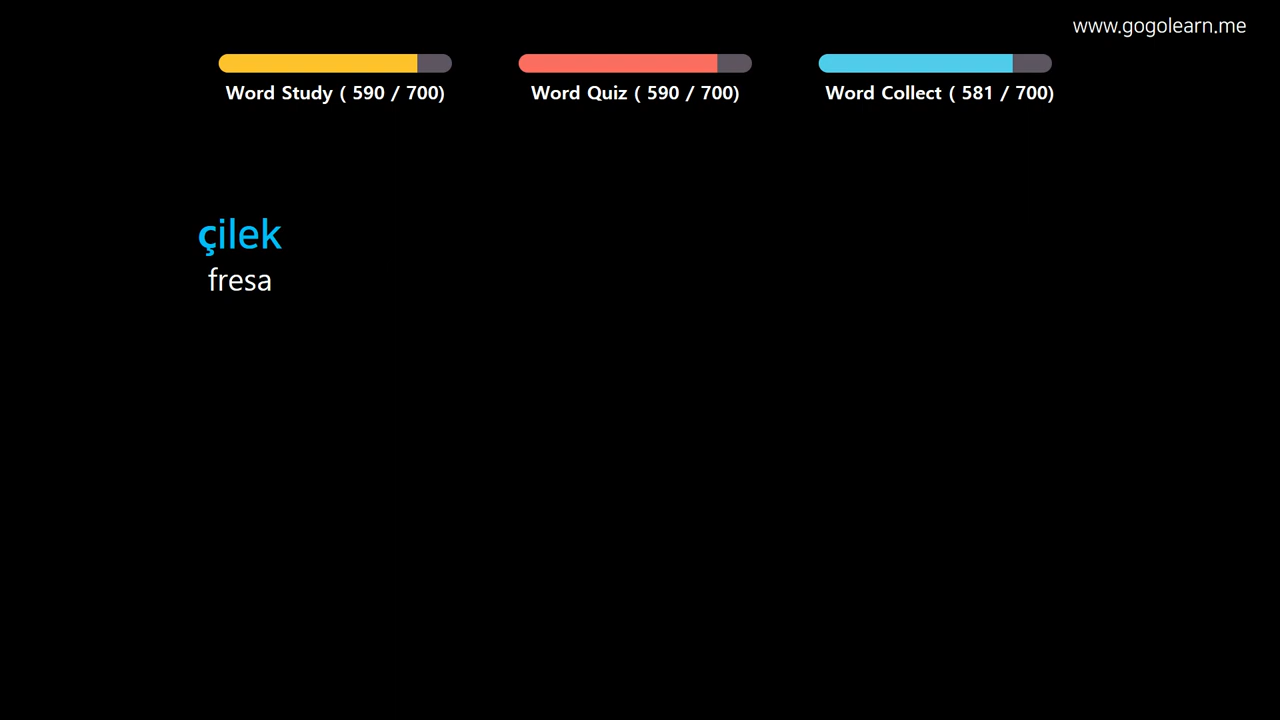 www.gogolearn.me
Word Study ( 590 / 700)
Word Quiz ( 590 / 700)
Word Collect ( 581 / 700)
çilek
fresa